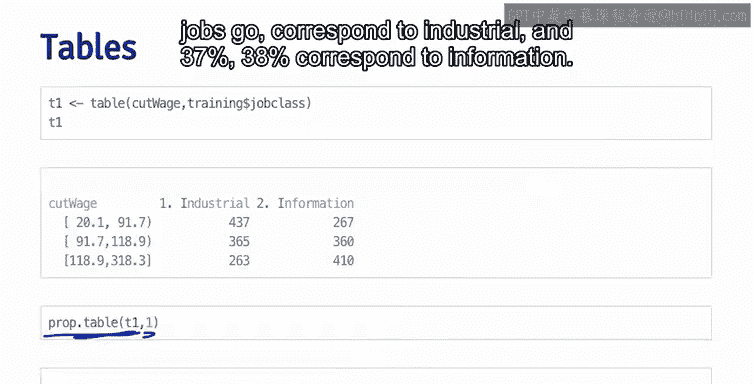 Tables
jobs go, correspond to industrial, and
37%, 38% correspond to information.
t1 <- table(cutWage,training$jobclass)
t1
cutWage 1. Industrial 2. Information
[ 20.1, 91.7) 437 267
[ 91.7,118.9) 365 360
[118.9,318.3] 263 410
prop.table(t1,1)